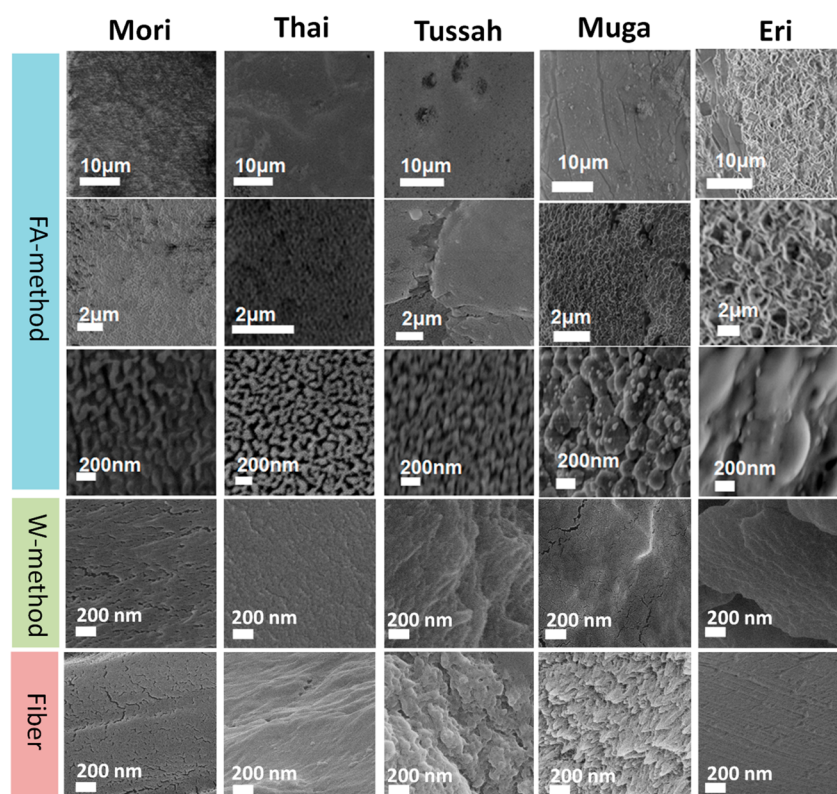 Mori Thai Tussah Muga Eri
FA-method
10µm 10µm 10µm 10µm 10µm
2µm 2µm 2µm 2µm 2µm
200nm 200nm 200nm 200nm 200nm
W-method
200 nm 200 nm 200 nm 200 nm 200 nm
Fiber
200 nm 200 nm 200 nm 200 nm 200 nm